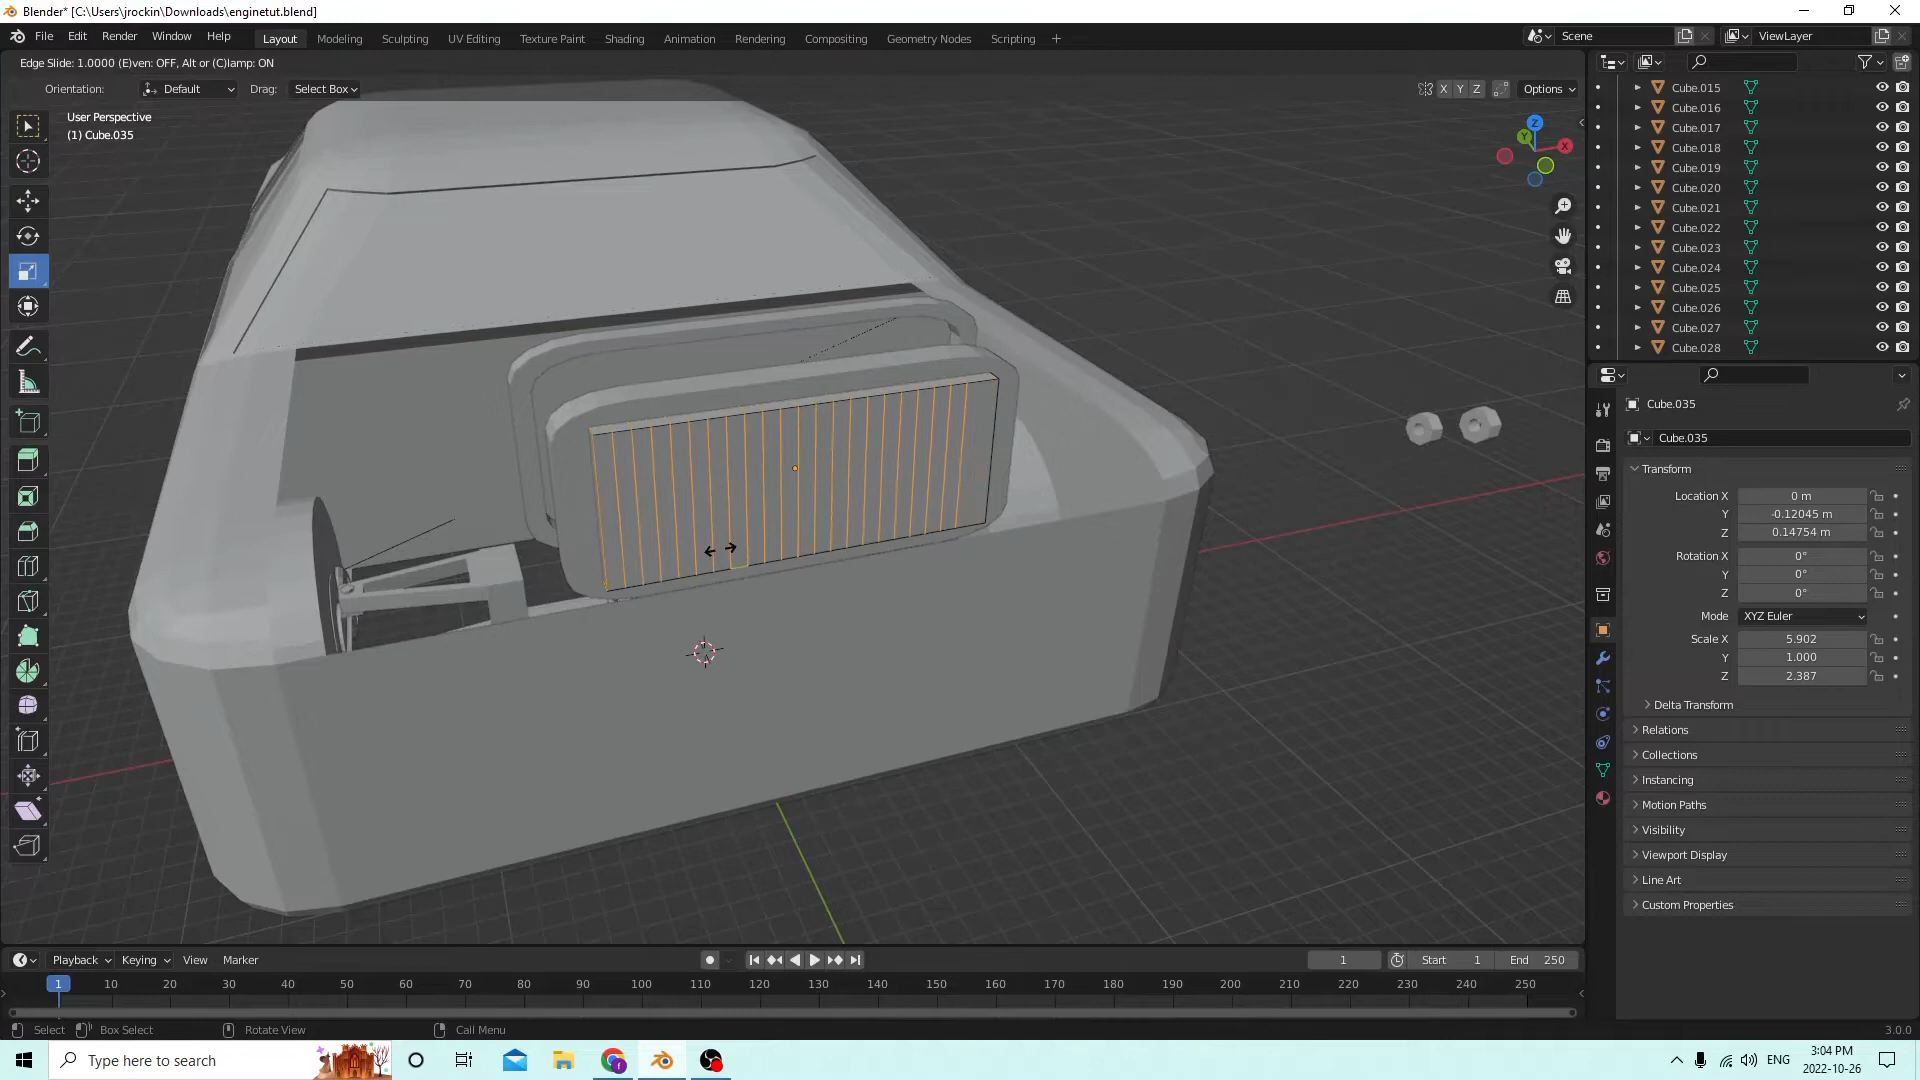 Blender* [C:\Users\jrockin\Downloads\enginetut.blend]
File Edit Render Window Help Layout Modeling Sculpting UV Editing Texture Paint Shading Animation Rendering Compositing Geometry Nodes Scripting + Scene ViewLayer
Edge Slide: 1.0000 (E)ven: OFF, Alt or (C)lamp: ON
Orientation: Default Drag: Select Box X Y Z Options
User Perspective
(1) Cube.035
Z
Y
X
Cube.015
Cube.016
Cube.017
Cube.018
Cube.019
Cube.020
Cube.021
Cube.022
Cube.023
Cube.024
Cube.025
Cube.026
Cube.027
Cube.028
Cube.035
Cube.035
Transform
Location X 0 m
Y -0.12045 m
Z 0.14754 m
Rotation X 0°
Y 0°
Z 0°
Mode XYZ Euler
Scale X 5.902
Y 1.000
Z 2.387
Delta Transform
Relations
Collections
Instancing
Motion Paths
Visibility
Viewport Display
Line Art
Custom Properties
Playback Keying View Marker 1 Start 1 End 250
1 10 20 30 40 50 60 70 80 90 100 110 120 130 140 150 160 170 180 190 200 210 220 230 240 250
Select Box Select Rotate View Call Menu 3.0.0
Type here to search ENG 3:04 PM
2022-10-26